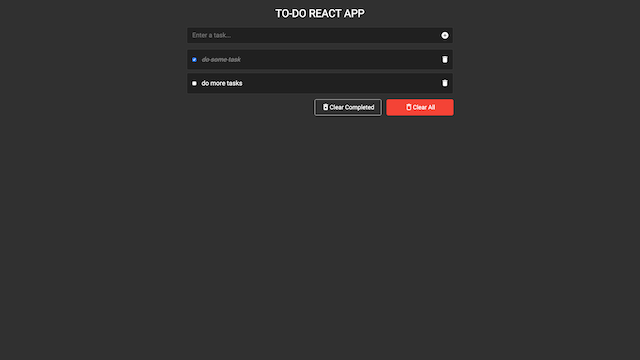 TO-DO REACT APP
Enter a task...
do some task
do more tasks
Clear Completed
Clear All